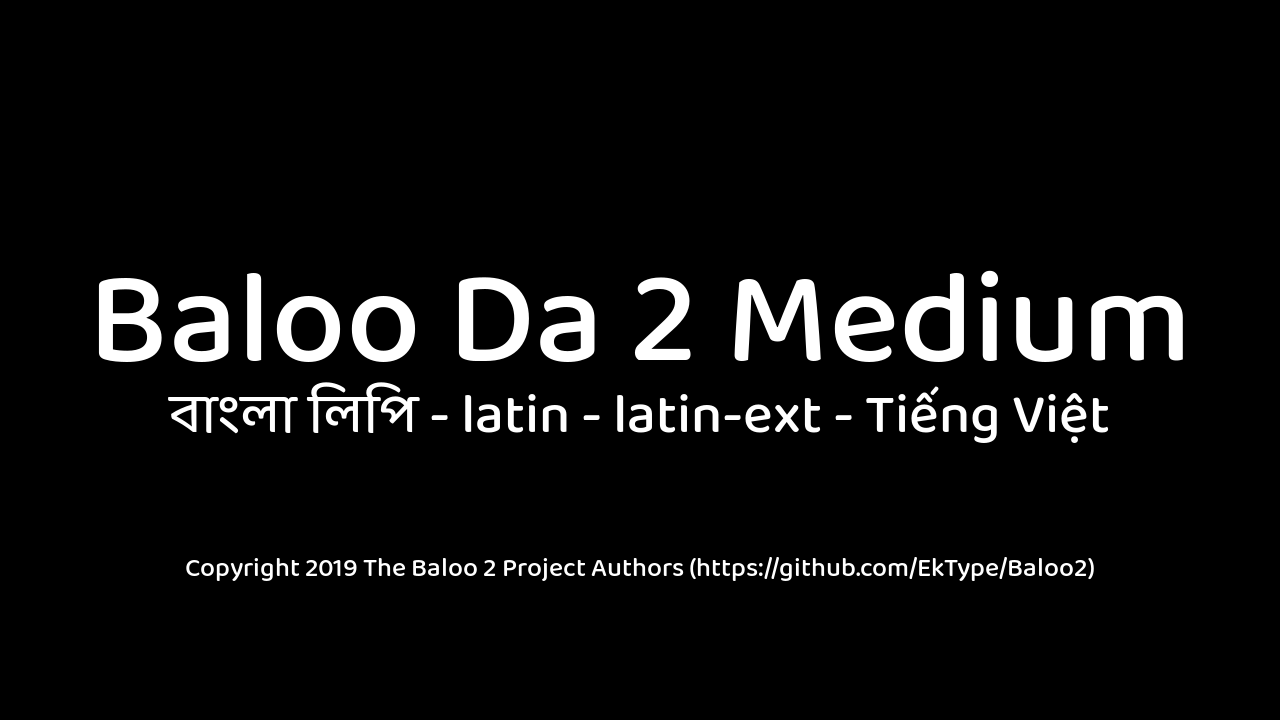 Baloo Da 2 Medium
বাংলা লিপি - latin - latin-ext - Tiếng Việt
Copyright 2019 The Baloo 2 Project Authors (https://github.com/EkType/Baloo2)